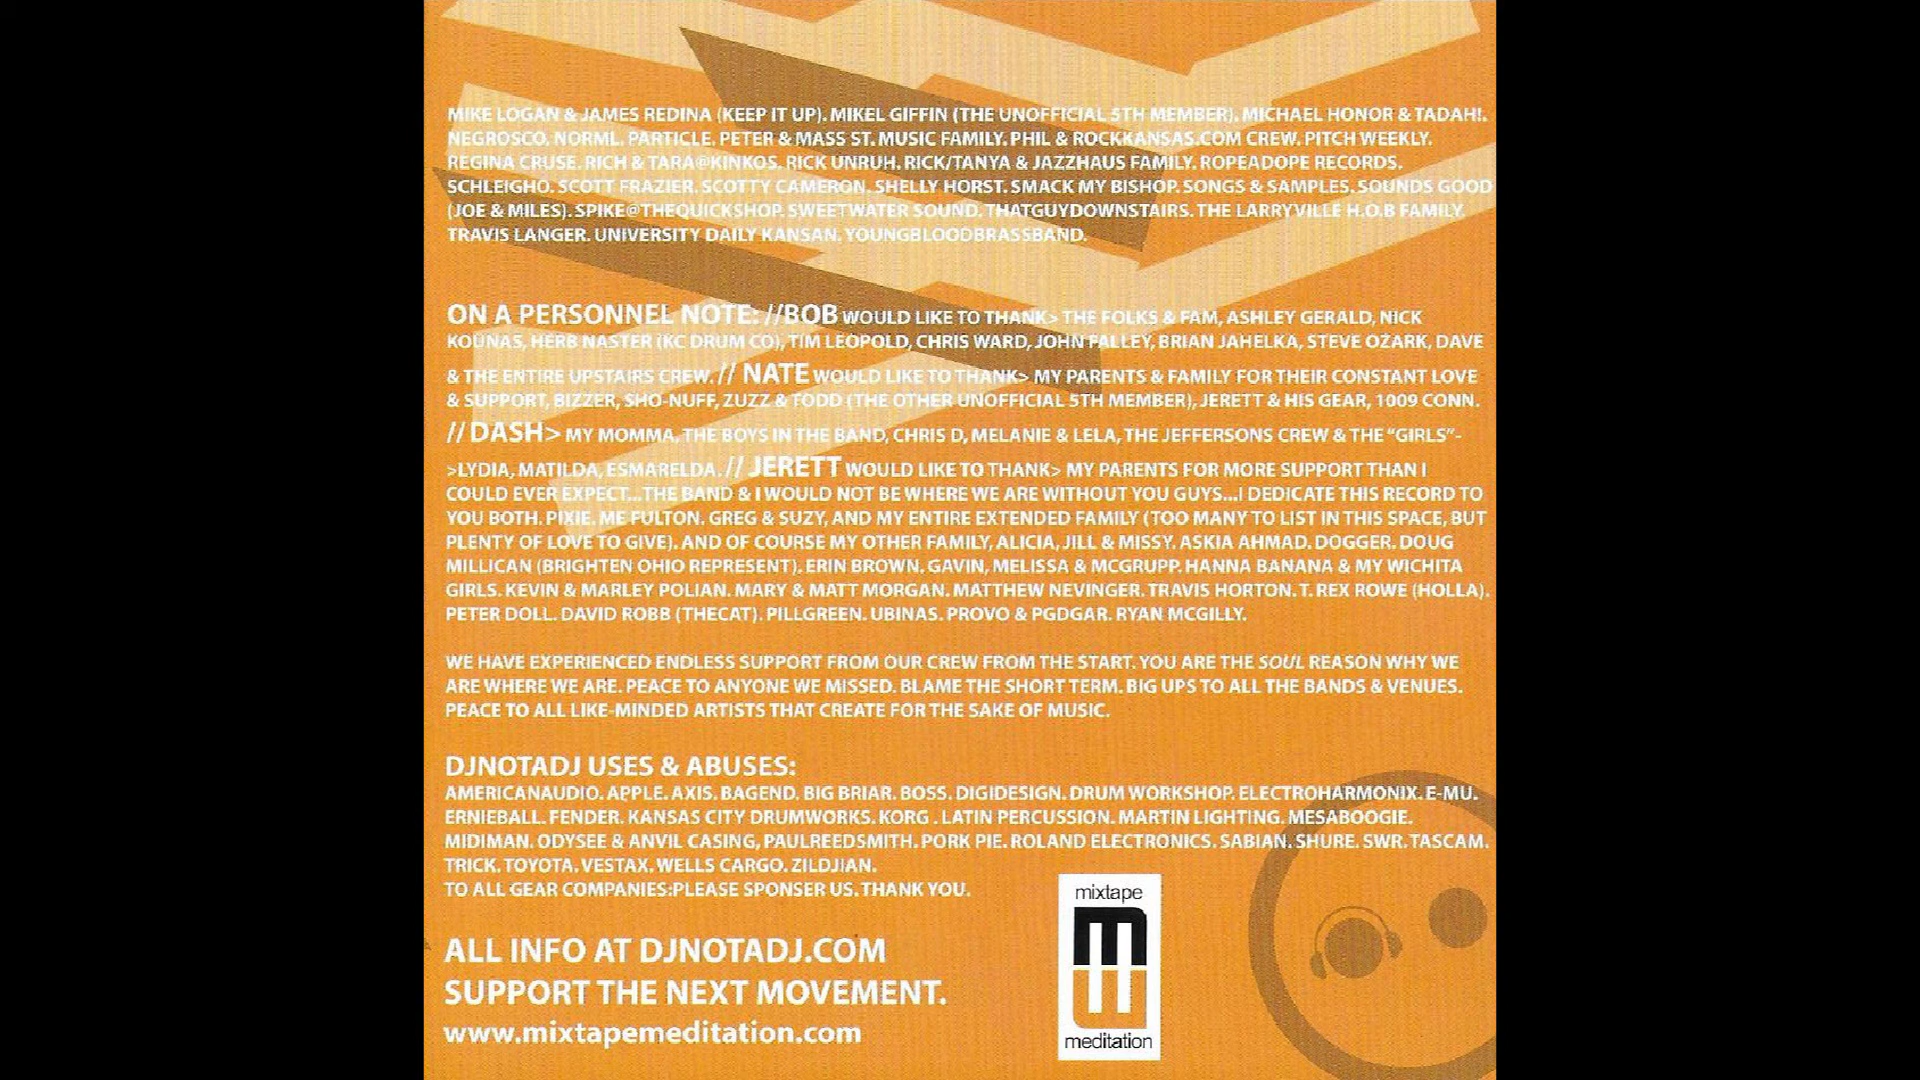 MIKE LOGAN & JAMES REDINA (KEEP IT UP). MIKEL GIFFIN (THE UNOFFICIAL 5TH MEMBER). MICHAEL HONOR & TADAH!.
NEGROSCO. NORML. PARTICLE. PETER & MASS ST. MUSIC FAMILY. PHIL & ROCKKANSAS.COM CREW. PITCH WEEKLY.
REGINA CRUSE. RICH & TARA@KINKOS. RICK UNRUH. RICK/TANYA & JAZZHAUS FAMILY. ROPEADOPE RECORDS.
SCHLEIGHO. SCOTT FRAZIER. SCOTTY CAMERON. SHELLY HORST. SMACK MY BISHOP. SONGS & SAMPLES. SOUNDS GOOD
(JOE & MILES). SPIKE@THEQUICKSHOP. SWEETWATER SOUND. THATGUYDOWNSTAIRS. THE LARRYVILLE H.O.B FAMILY.
TRAVIS LANGER. UNIVERSITY DAILY KANSAN. YOUNGBLOODBRASSBAND.
ON A PERSONNEL NOTE: //BOB WOULD LIKE TO THANK> THE FOLKS & FAM, ASHLEY GERALD, NICK
KOUNAS, HERB NASTER (KC DRUM CO), TIM LEOPOLD, CHRIS WARD, JOHN FALLEY, BRIAN JAHELKA, STEVE OZARK, DAVE
& THE ENTIRE UPSTAIRS CREW. // NATE WOULD LIKE TO THANK> MY PARENTS & FAMILY FOR THEIR CONSTANT LOVE
& SUPPORT, BIZZER, SHO-NUFF, ZUZZ & TODD (THE OTHER UNOFFICIAL 5TH MEMBER), JERETT & HIS GEAR, 1009 CONN.
// DASH> MY MOMMA, THE BOYS IN THE BAND, CHRIS D, MELANIE & LELA, THE JEFFERSONS CREW & THE “GIRLS”-
>LYDIA, MATILDA, ESMARELDA. // JERETT WOULD LIKE TO THANK> MY PARENTS FOR MORE SUPPORT THAN I
COULD EVER EXPECT...THE BAND & I WOULD NOT BE WHERE WE ARE WITHOUT YOU GUYS...I DEDICATE THIS RECORD TO
YOU BOTH. PIXIE. ME FULTON. GREG & SUZY, AND MY ENTIRE EXTENDED FAMILY (TOO MANY TO LIST IN THIS SPACE, BUT
PLENTY OF LOVE TO GIVE). AND OF COURSE MY OTHER FAMILY, ALICIA, JILL & MISSY. ASKIA AHMAD. DOGGER. DOUG
MILLICAN (BRIGHTEN OHIO REPRESENT). ERIN BROWN. GAVIN, MELISSA & MCGRUPP. HANNA BANANA & MY WICHITA
GIRLS. KEVIN & MARLEY POLIAN. MARY & MATT MORGAN. MATTHEW NEVINGER. TRAVIS HORTON. T. REX ROWE (HOLLA).
PETER DOLL. DAVID ROBB (THECAT). PILLGREEN. UBINAS. PROVO & PGDGAR. RYAN MCGILLY.
WE HAVE EXPERIENCED ENDLESS SUPPORT FROM OUR CREW FROM THE START. YOU ARE THE SOUL REASON WHY WE
ARE WHERE WE ARE. PEACE TO ANYONE WE MISSED. BLAME THE SHORT TERM. BIG UPS TO ALL THE BANDS & VENUES.
PEACE TO ALL LIKE-MINDED ARTISTS THAT CREATE FOR THE SAKE OF MUSIC.
DJNOTADJ USES & ABUSES:
AMERICANAUDIO. APPLE. AXIS. BAGEND. BIG BRIAR. BOSS. DIGIDESIGN. DRUM WORKSHOP. ELECTROHARMONIX. E-MU.
ERNIEBALL. FENDER. KANSAS CITY DRUMWORKS. KORG . LATIN PERCUSSION. MARTIN LIGHTING. MESABOOGIE.
MIDIMAN. ODYSEE & ANVIL CASING, PAULREEDSMITH. PORK PIE. ROLAND ELECTRONICS. SABIAN. SHURE. SWR. TASCAM.
TRICK. TOYOTA. VESTAX. WELLS CARGO. ZILDJIAN.
TO ALL GEAR COMPANIES:PLEASE SPONSER US. THANK YOU.
ALL INFO AT DJNOTADJ.COM
SUPPORT THE NEXT MOVEMENT.
www.mixtapemeditation.com
mixtape
meditation